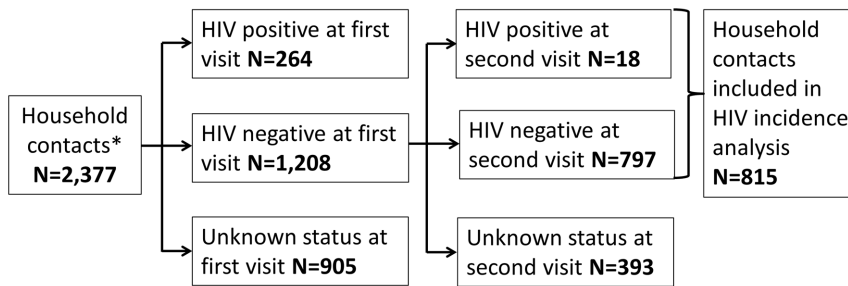 Household
contacts*
N=2,377
HIV positive at first
visit N=264
HIV negative at first
visit N=1,208
Unknown status at
first visit N=905
HIV positive at
second visit N=18
HIV negative at
second visit N=797
Unknown status at
second visit N=393
Household
contacts
included in
HIV incidence
analysis
N=815